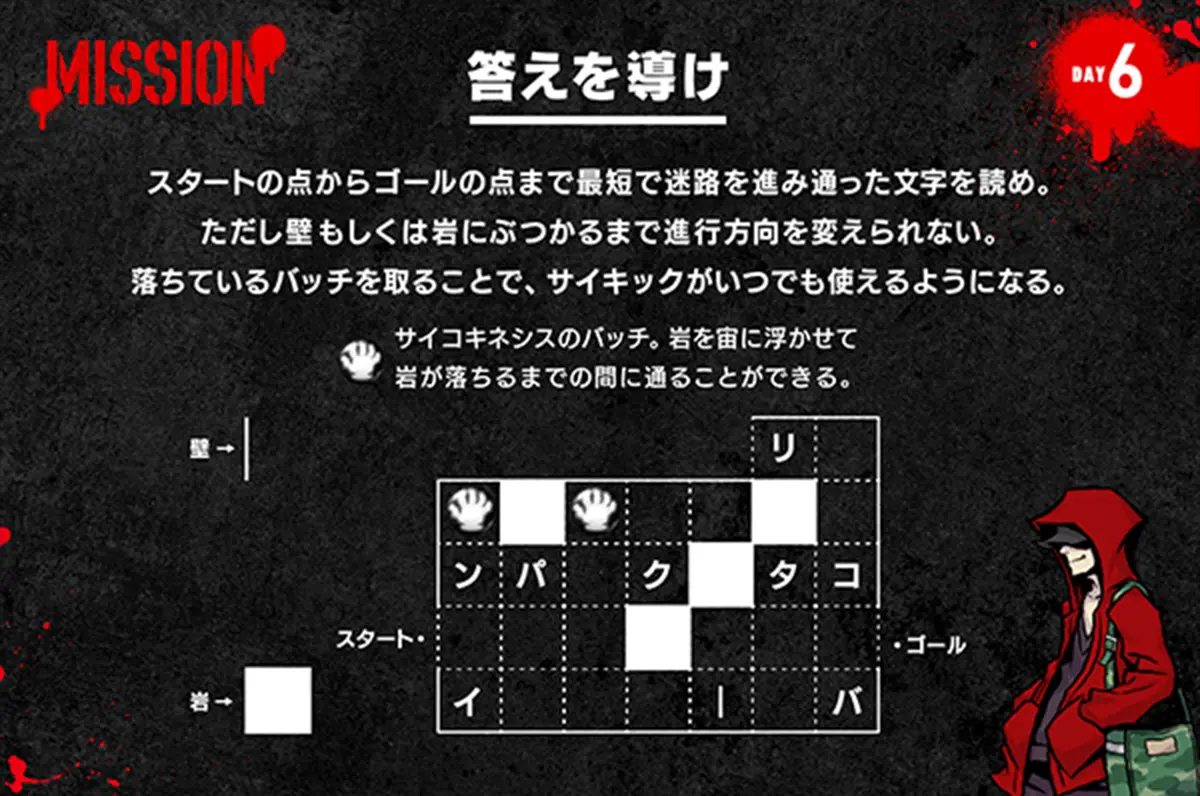 MISSION
答えを導け
DAY6
スタートの点からゴールの点まで最短で迷路を進み通った文字を読め。
ただし壁もしくは岩にぶつかるまで進行方向を変えられない。
落ちているバッチを取ることで、サイキックがいつでも使えるようになる。
サイコキネシスのバッチ。岩を宙に浮かせて
岩が落ちるまでの間に通ることができる。
壁→
リ
ン パ ク タ コ
スタート・
・ゴール
岩→
イ ー バ